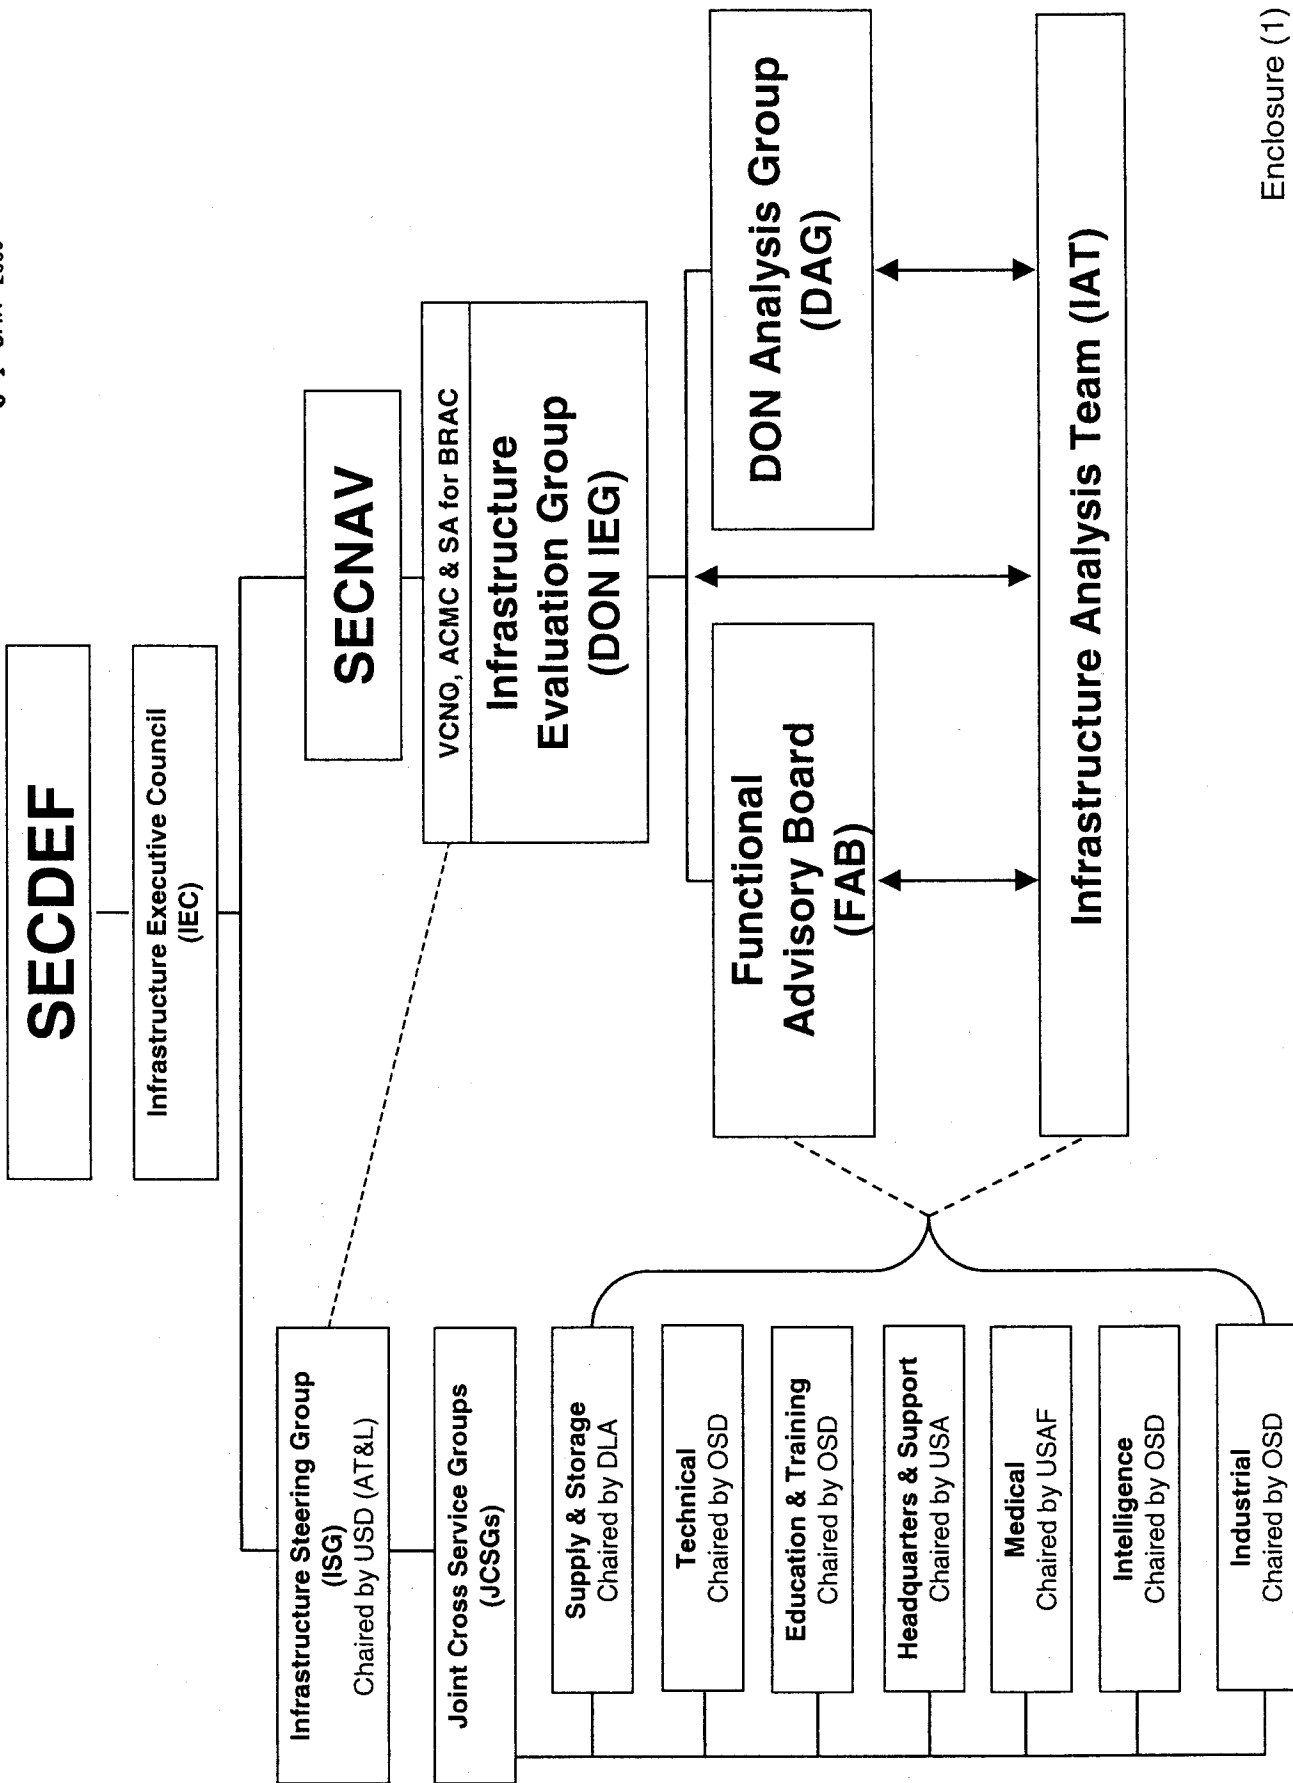 SECDEF
Infrastructure Executive Council
(IEC)
SECNAV
VCNO, ACMC & SA for BRAC
Infrastructure
Evaluation Group
(DON IEG)
Infrastructure Steering Group
(ISG)
Chaired by USD (AT&L)
Joint Cross Service Groups
(JCSGs)
Supply & Storage
Chaired by DLA
Technical
Chaired by OSD
Education & Training
Chaired by OSD
Headquarters & Support
Chaired by USA
Medical
Chaired by USAF
Intelligence
Chaired by OSD
Industrial
Chaired by OSD
Functional
Advisory Board
(FAB)
DON Analysis Group
(DAG)
Infrastructure Analysis Team (IAT)
Enclosure (1)